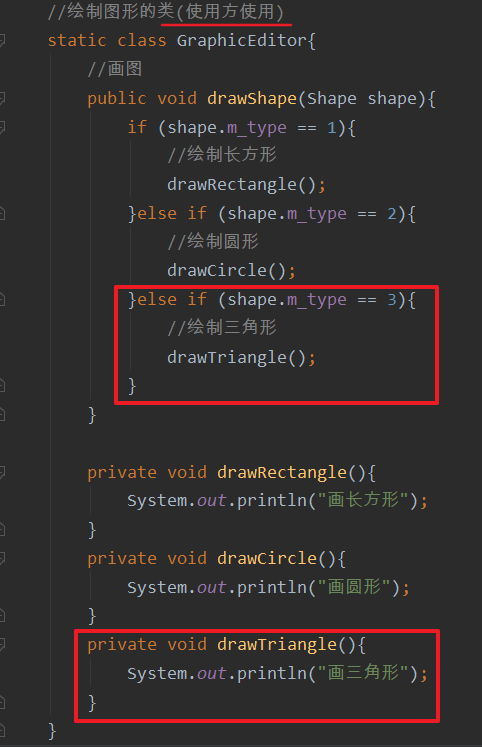 //绘制图形的类(使用方使用)
static class GraphicEditor{
//画图
public void drawShape(Shape shape){
if (shape.m_type == 1){
//绘制长方形
drawRectangle();
}else if (shape.m_type == 2){
//绘制圆形
drawCircle();
}else if (shape.m_type == 3){
//绘制三角形
drawTriangle();
}
}
private void drawRectangle(){
System.out.println("画长方形");
}
private void drawCircle(){
System.out.println("画圆形");
}
private void drawTriangle(){
System.out.println("画三角形");
}
}